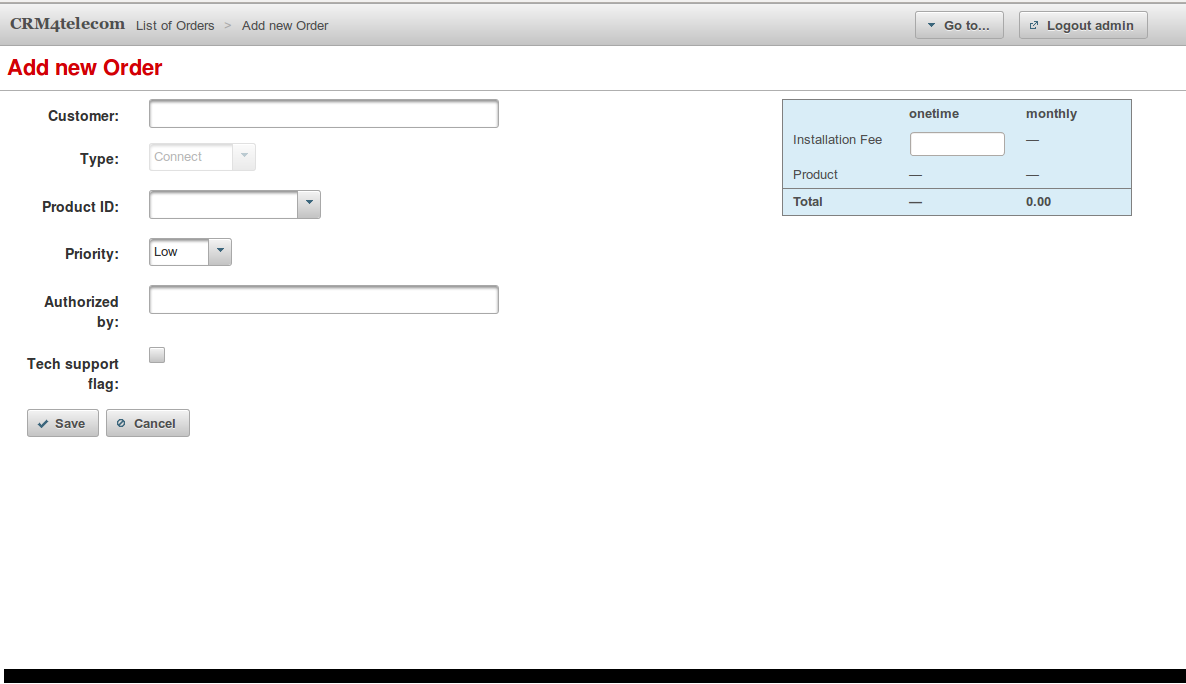 CRM4telecom List of Orders > Add new Order Go to... Logout admin
Add new Order
Customer:
Type: Connect
Product ID:
Priority: Low
Authorized
by:
Tech support
flag:
Save Cancel
onetime monthly
Installation Fee —
Product — —
Total — 0.00